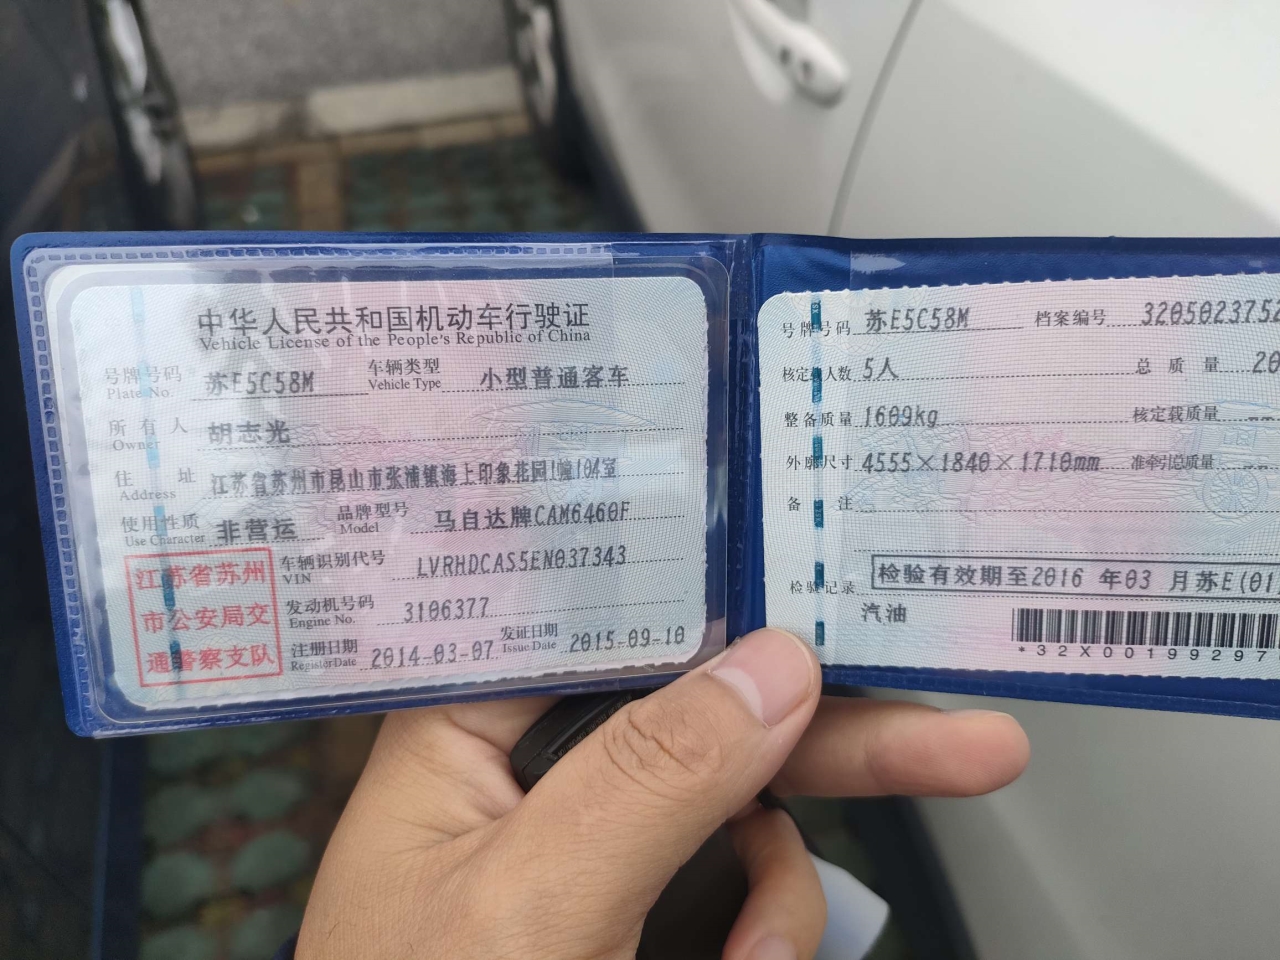 中华人民共和国机动车行驶证
Vehicle License of the People's Republic of China
号牌号码 Plate No. 苏E5C58M 车辆类型 Vehicle Type 小型普通客车
所有人 Owner 胡志光
住址 Address 江苏省苏州市昆山市张浦镇海上印象花园1幢104室
使用性质 Use Character 非营运 品牌型号 Model 马自达牌CAM6460F
江苏省苏州
市公安局交
通警察支队
车辆识别代号 VIN LVRHDCAS5EN037343
发动机号码 Engine No. 3106377
注册日期 Register Date 2014-03-07 发证日期 Issue Date 2015-09-10
号牌号码 苏E5C58M 档案编号 3205023752
核定载人数 5人 总质量 20
整备质量 1609kg 核定载质量 --
外廓尺寸 4555×1840×1710mm 准牵引总质量 --
备注
检验记录 检验有效期至2016年03月苏E(01
汽油
*32X00199297